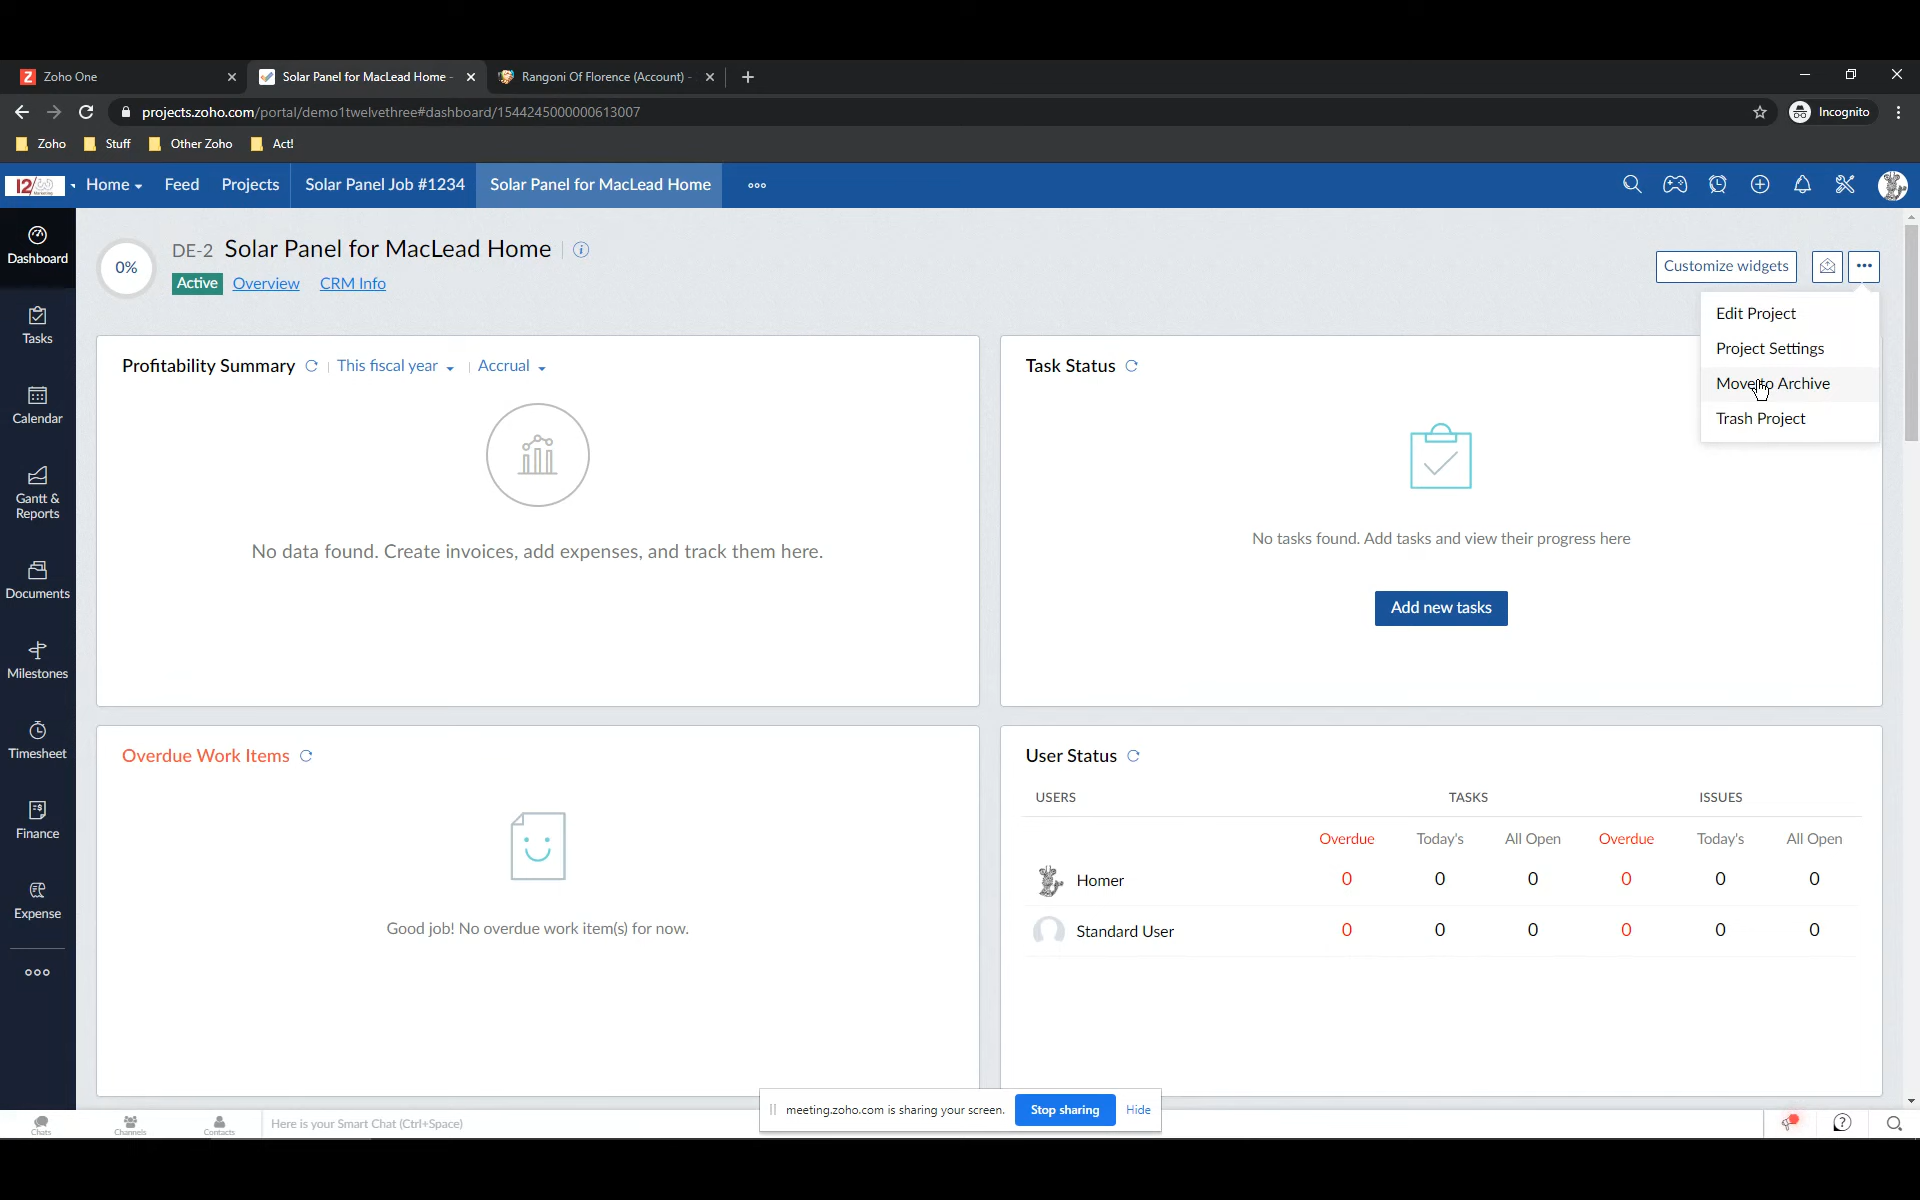 Zoho One
Solar Panel for MacLead Home -
Rangoni Of Florence (Account) -
projects.zoho.com/portal/demo1twelvethree#dashboard/1544245000000613007
Incognito
Zoho
Stuff
Other Zoho
Act!
Home
Feed
Projects
Solar Panel Job #1234
Solar Panel for MacLead Home
Dashboard
Tasks
Calendar
Gantt &
Reports
Documents
Milestones
Timesheet
Finance
Expense
0%
DE-2 Solar Panel for MacLead Home
Active Overview CRM Info
Customize widgets
Edit Project
Project Settings
Move to Archive
Trash Project
Profitability Summary This fiscal year Accrual
No data found. Create invoices, add expenses, and track them here.
Task Status
No tasks found. Add tasks and view their progress here
Add new tasks
Overdue Work Items
Good job! No overdue work item(s) for now.
User Status
USERS TASKS ISSUES
Overdue Today's All Open Overdue Today's All Open
Homer 0 0 0 0 0 0
Standard User 0 0 0 0 0 0
meeting.zoho.com is sharing your screen. Stop sharing Hide
Chats
Channels
Contacts
Here is your Smart Chat (Ctrl+Space)